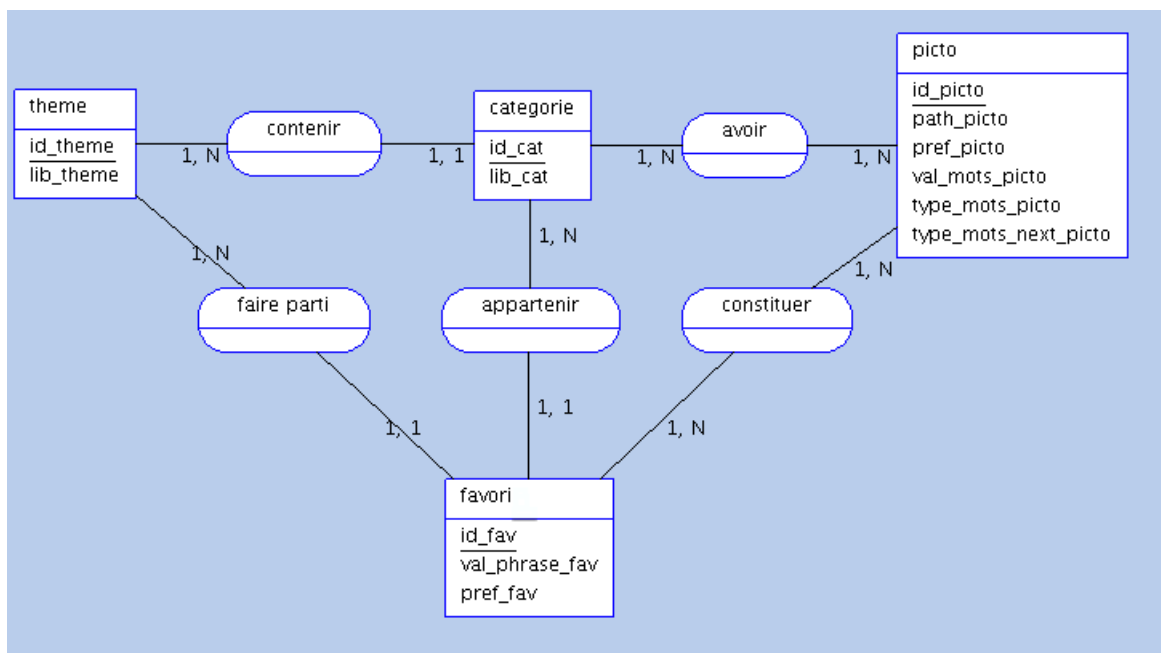 picto
id_picto
path_picto
pref_picto
val_mots_picto
type_mots_picto
type_mots_next_picto
theme
id_theme
lib_theme
contenir
1, N
1, 1
categorie
id_cat
lib_cat
avoir
1, N
1, N
1, N
1, N
1, N
faire parti
appartenir
constituer
1, 1
1, 1
1, N
favori
id_fav
val_phrase_fav
pref_fav